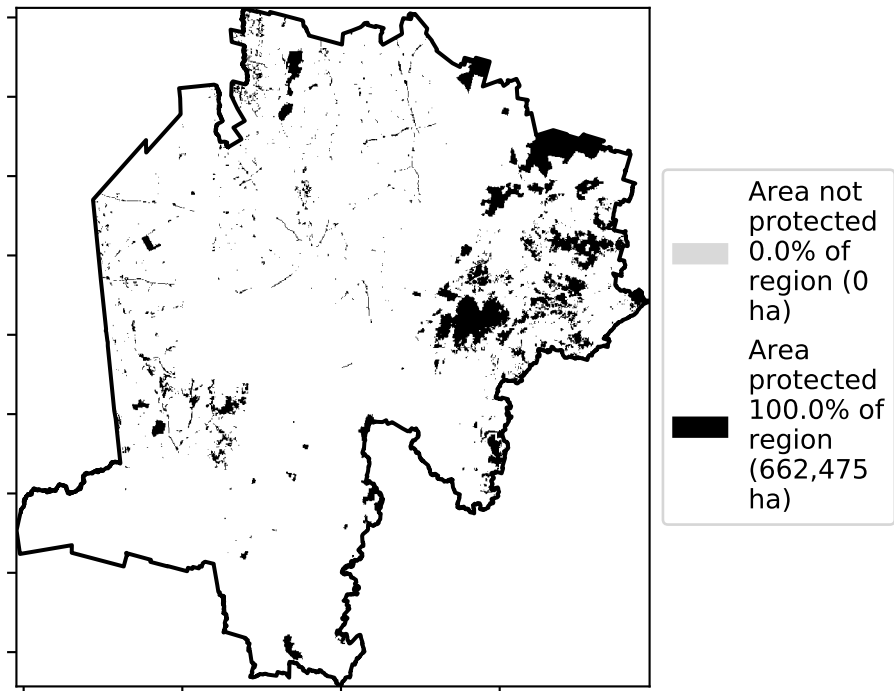 Area not
protected
0.0% of
region (0
ha)
Area
protected
100.0% of
region
(662,475
ha)